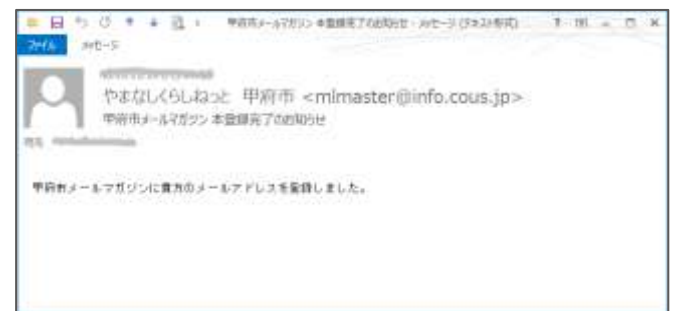 甲府市メールマガジン 本登録完了のお知らせ - メッセージ (テキスト形式)
ファイル メッセージ
やまなしくらしねっと 甲府市 <mlmaster@info.cous.jp>
甲府市メールマガジン 本登録完了のお知らせ
宛先
甲府市メールマガジンに貴方のメールアドレスを登録しました。